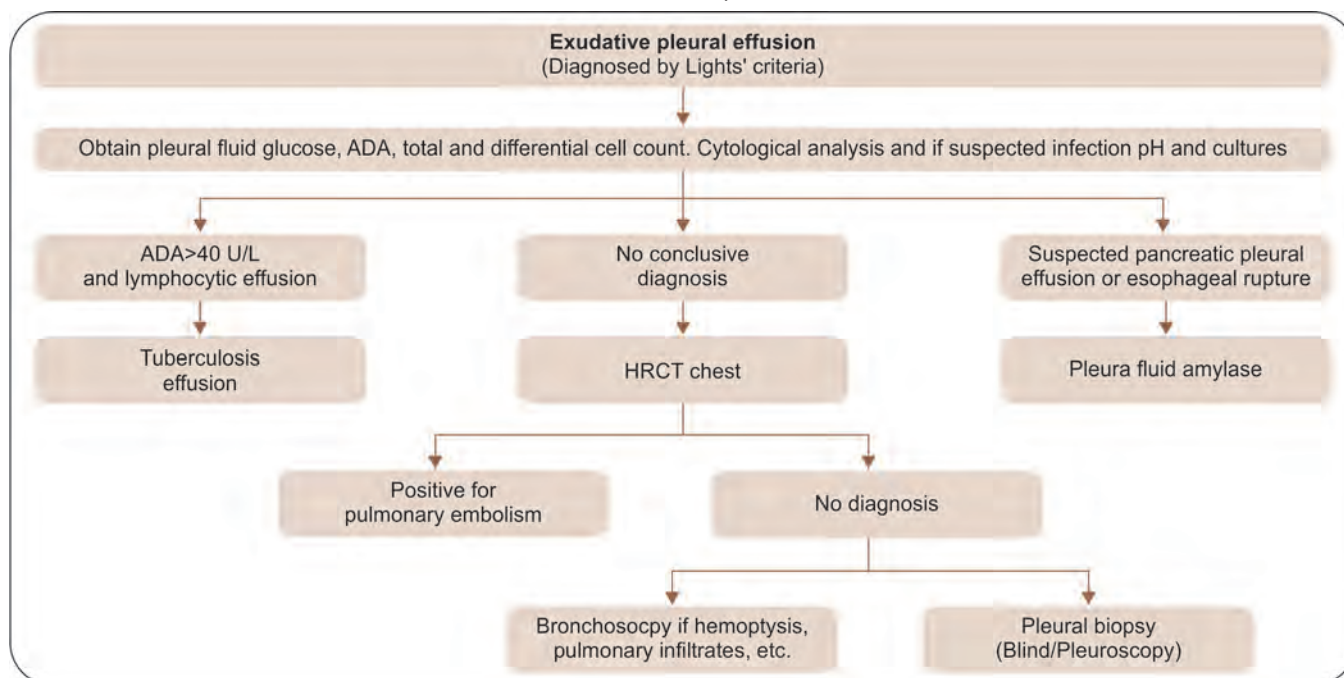 Exudative pleural effusion
(Diagnosed by Lights' criteria)
Obtain pleural fluid glucose, ADA, total and differential cell count. Cytological analysis and if suspected infection pH and cultures
ADA>40 U/L
and lymphocytic effusion
No conclusive
diagnosis
Suspected pancreatic pleural
effusion or esophageal rupture
Tuberculosis
effusion
HRCT chest
Pleura fluid amylase
Positive for
pulmonary embolism
No diagnosis
Bronchosocpy if hemoptysis,
pulmonary infiltrates, etc.
Pleural biopsy
(Blind/Pleuroscopy)